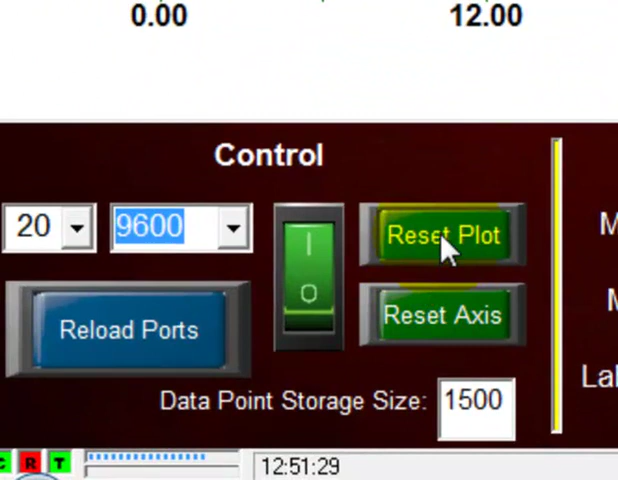 0.00 12.00
Control
20 9600
Reset Plot
Reload Ports
Reset Axis
Data Point Storage Size: 1500
R T 12:51:29